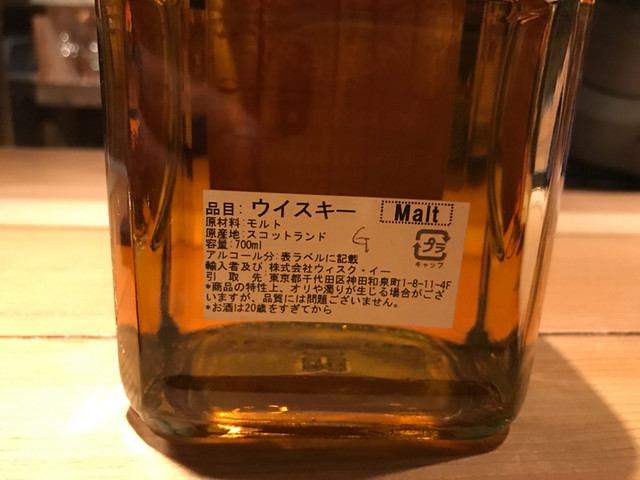 品目: ウイスキー Malt
原材料:モルト
原産地:スコットランド G
容量:700ml
アルコール分:表ラベルに記載
輸入者及び 株式会社ウィスク・イー
引 取 先:東京都千代田区神田和泉町1-8-11-4F
*商品の特性上、オリや濁りが生じる場合がござ
いますが、品質には問題ございません。
*お酒は20歳をすぎてから
プラ
キャップ